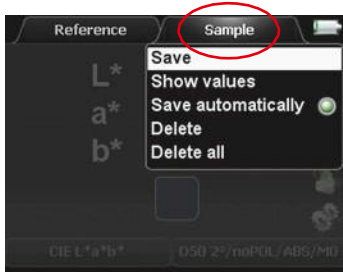 Reference Sample
L*
a*
b*
Save
Show values
Save automatically
Delete
Delete all
CIE L*a*b* D50 2°/noPOL/ABS/M0